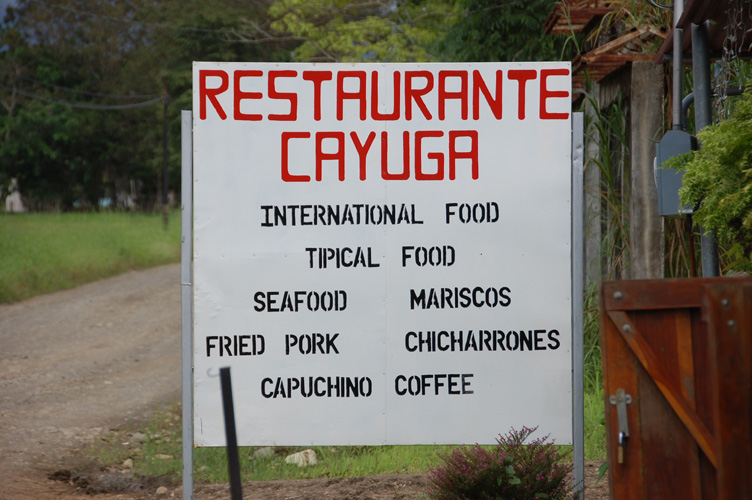 RESTAURANTE
CAYUGA
INTERNATIONAL FOOD
TIPICAL FOOD
SEAFOOD MARISCOS
FRIED PORK CHICHARRONES
CAPUCHINO COFFEE